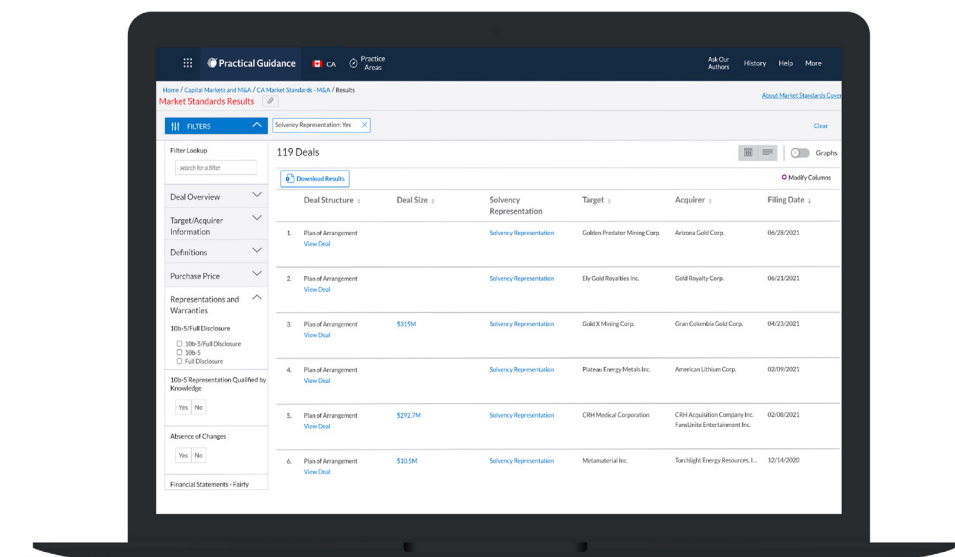 Practical Guidance
CA
Practice
Areas
Ask Our
Authors
History
Help
More
Home / Capital Markets and M&A / CA Market Standards - M&A / Results
Market Standards Results
About Market Standards Cover
FILTERS
Solvency Representation: Yes
Clear
Filter Lookup
search for a filter
119 Deals
Graphs
Download Results
Modify Columns
Deal Overview
Target/Acquirer
Information
Definitions
Purchase Price
Representations and
Warranties
10b-5/Full Disclosure
10b-5/Full Disclosure
10b-5
Full Disclosure
10b-5 Representation Qualified by
Knowledge
Yes No
Absence of Changes
Yes No
Financial Statements - Fairly
Deal Structure Deal Size Solvency Target Acquirer Filing Date
Representation
1. Plan of Arrangement Solvency Representation Golden Predator Mining Corp. Arizona Gold Corp. 06/28/2021
View Deal
2. Plan of Arrangement Solvency Representation Ely Gold Royalties Inc. Gold Royalty Corp. 06/21/2021
View Deal
3. Plan of Arrangement $315M Solvency Representation Gold X Mining Corp. Gran Colombia Gold Corp. 04/23/2021
View Deal
4. Plan of Arrangement Solvency Representation Plateau Energy Metals Inc. American Lithium Corp. 02/09/2021
View Deal
5. Plan of Arrangement $292.7M Solvency Representation CRH Medical Corporation CRH Acquisition Company Inc. 02/08/2021
View Deal FansUnite Entertainment Inc.
6. Plan of Arrangement $10.5M Solvency Representation Metamaterial Inc. Torchlight Energy Resources, I... 12/14/2020
View Deal